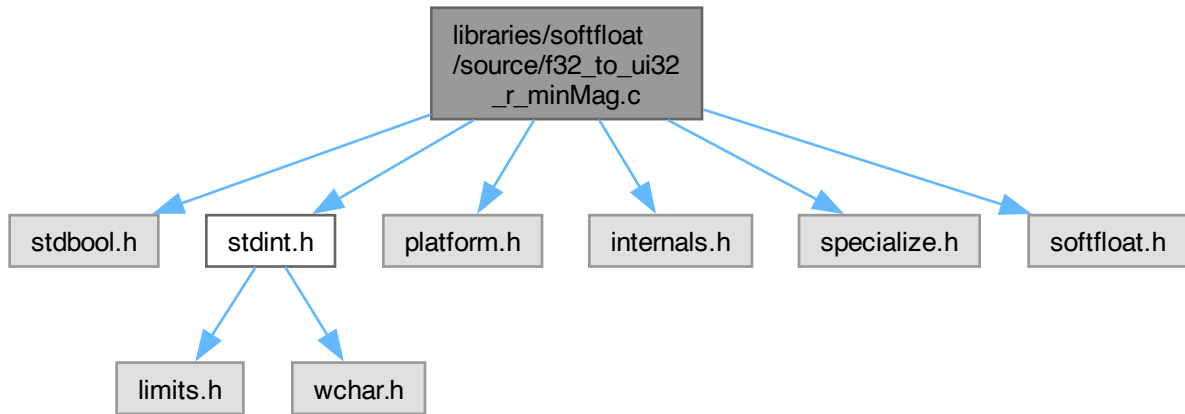 libraries/softfloat
/source/f32_to_ui32
_r_minMag.c
stdbool.h
stdint.h
platform.h
internals.h
specialize.h
softfloat.h
limits.h
wchar.h